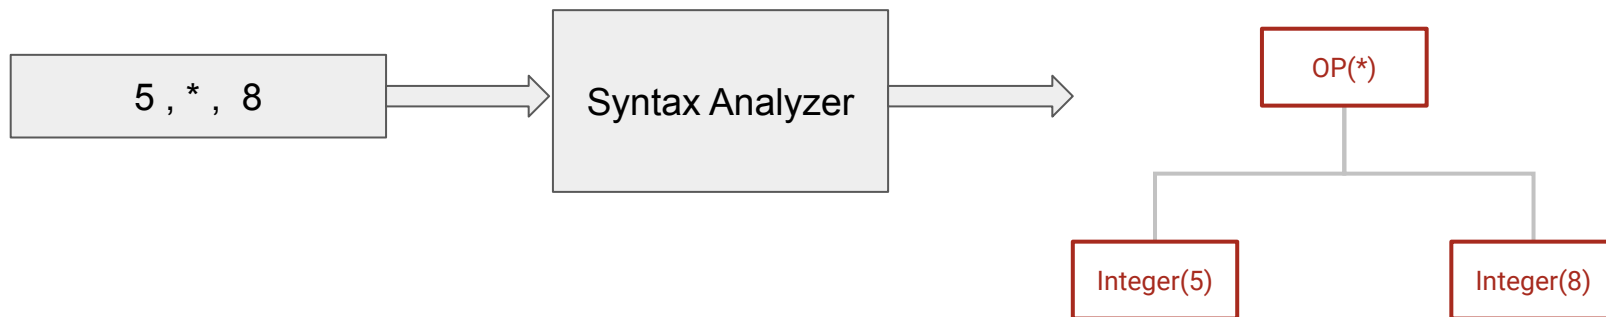 5 , * ,  8
Syntax Analyzer
OP(*)
Integer(5)
Integer(8)